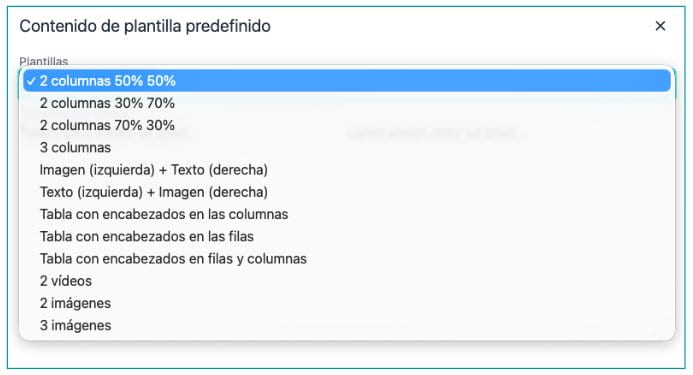 Contenido de plantilla predefinido ×
Plantillas
✓ 2 columnas 50% 50%
2 columnas 30% 70%
2 columnas 70% 30%
3 columnas
Imagen (izquierda) + Texto (derecha)
Texto (izquierda) + Imagen (derecha)
Tabla con encabezados en las columnas
Tabla con encabezados en las filas
Tabla con encabezados en filas y columnas
2 vídeos
2 imágenes
3 imágenes